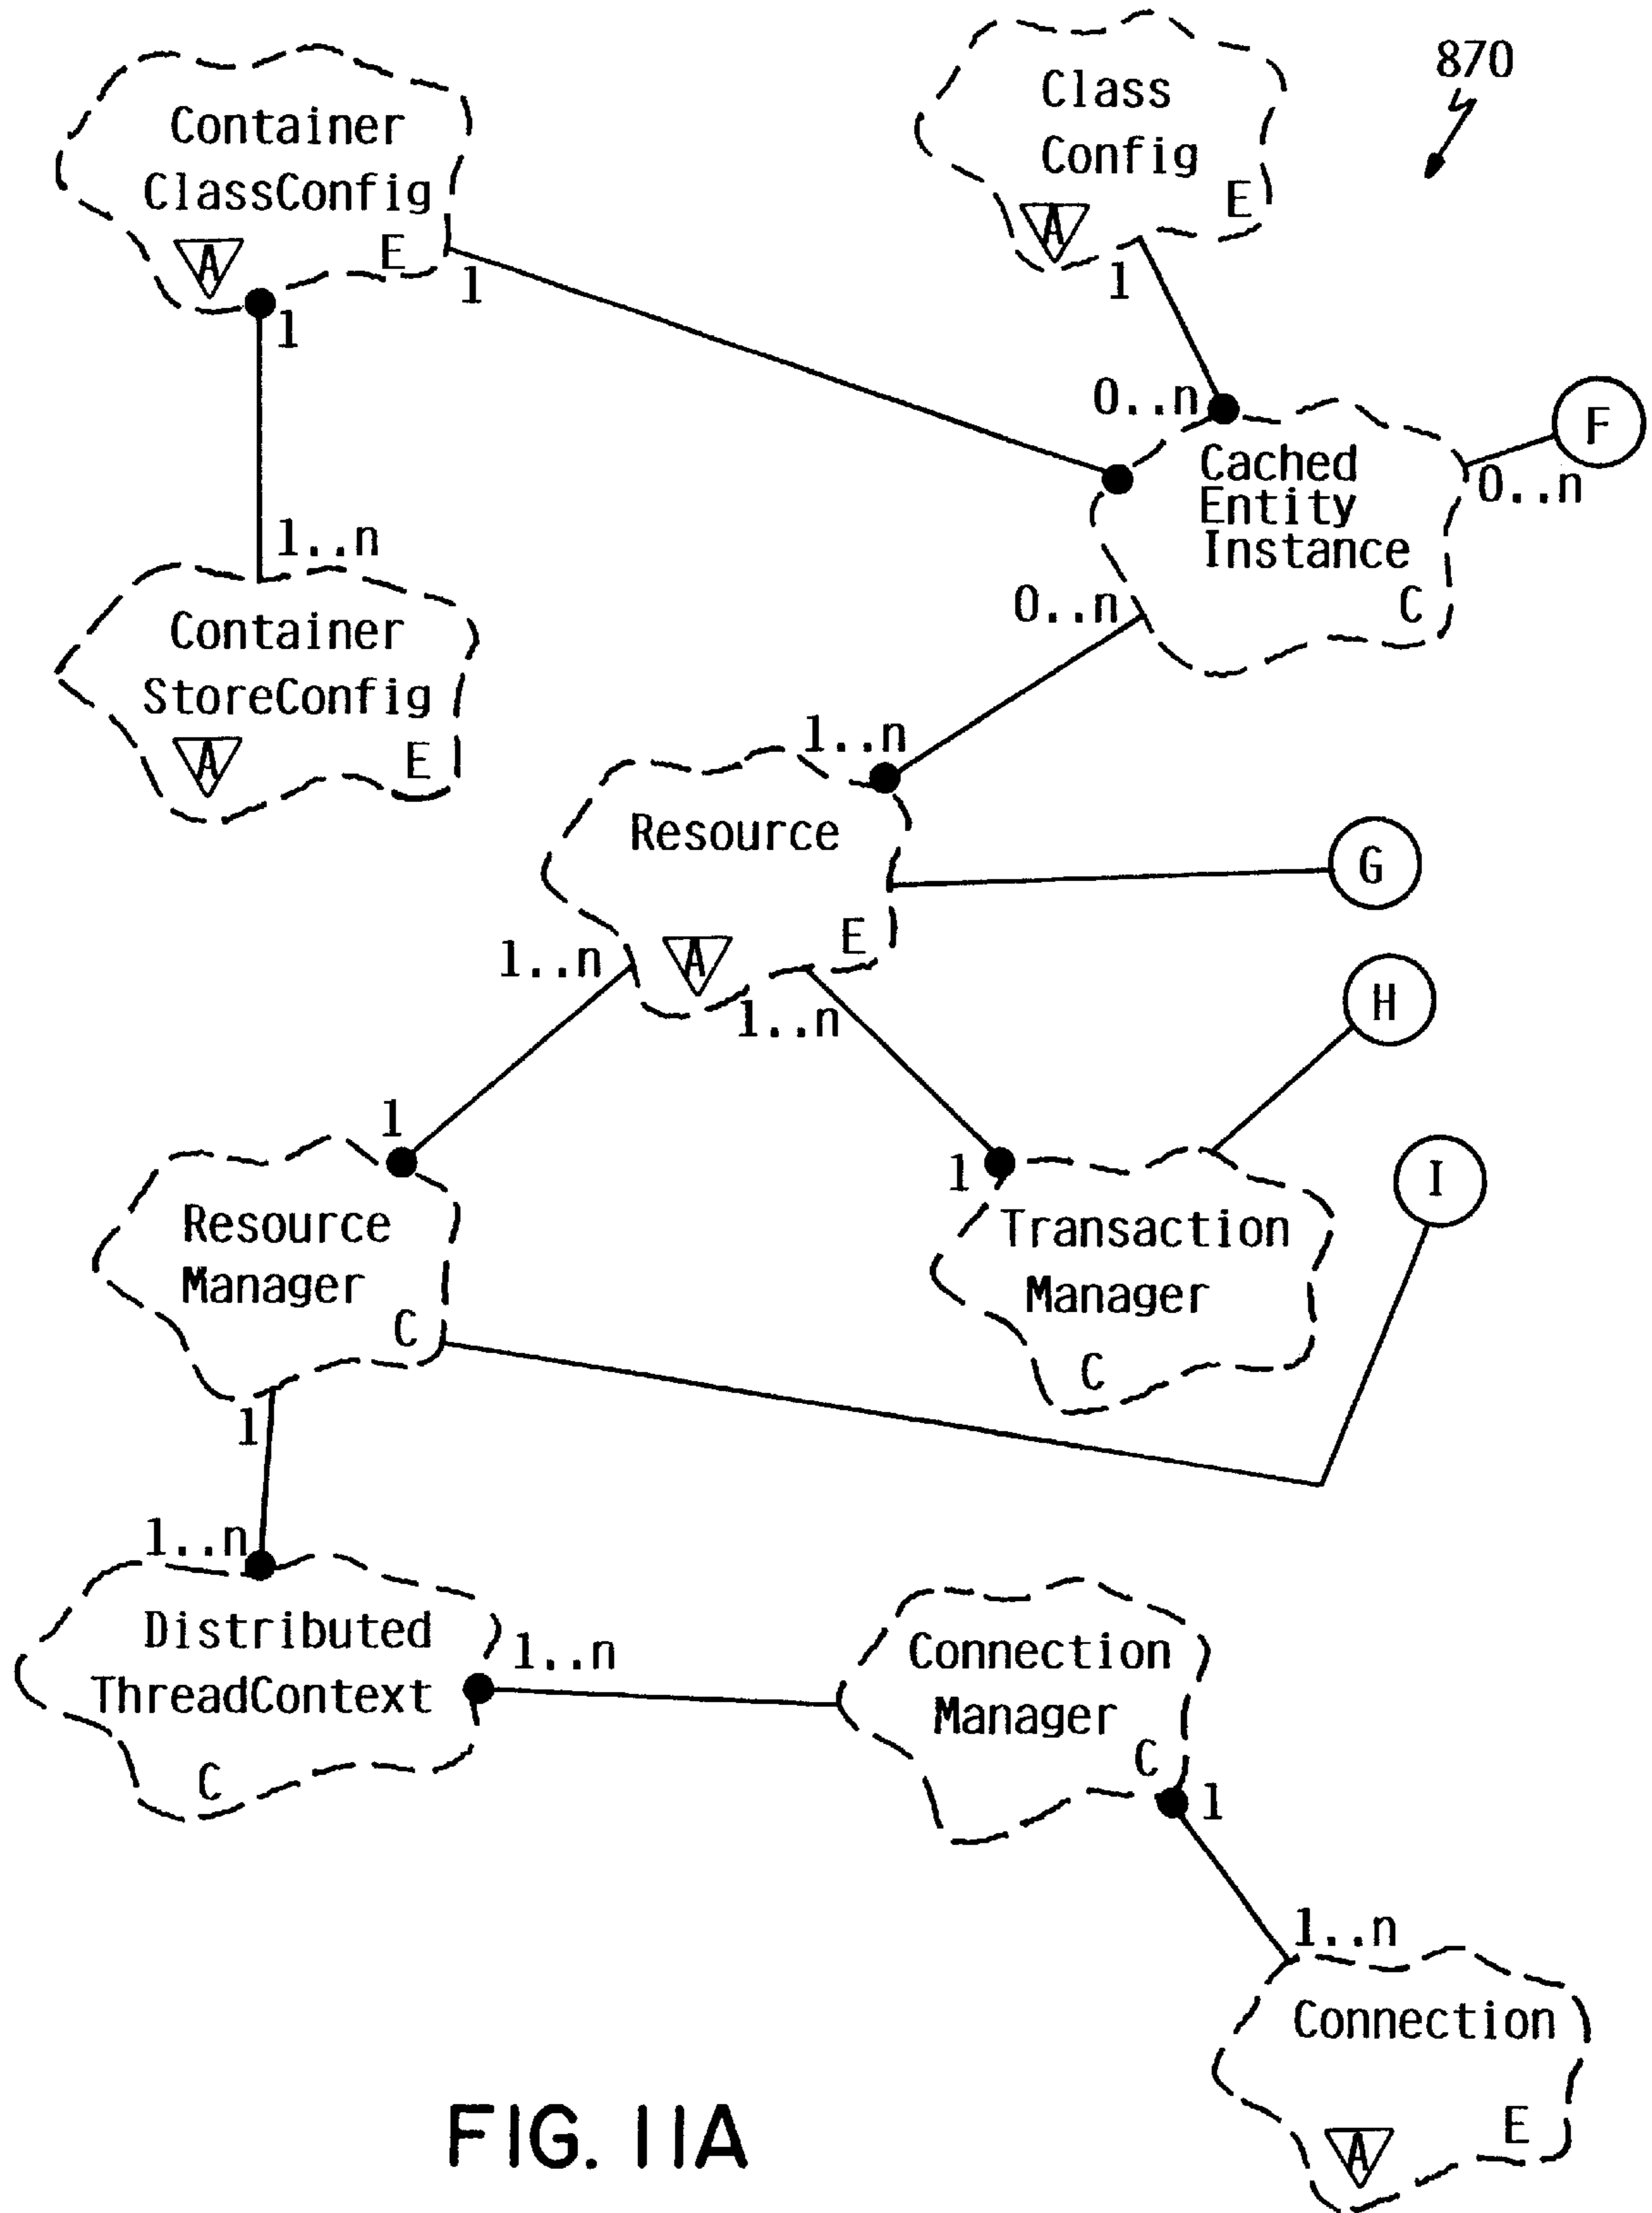 870
Container
ClassConfig
A
E
1
1
Class
Config
A
E
1
0..n
Cached
Entity
Instance
C
F
0..n
0..n
1..n
Container
StoreConfig
A
E
1..n
Resource
A
E
G
1..n
1..n
H
1
Resource
Manager
C
1
Transaction
Manager
C
I
1
1..n
Distributed
ThreadContext
C
1..n
Connection
Manager
C
1
1..n
Connection
A
E
FIG. 11A